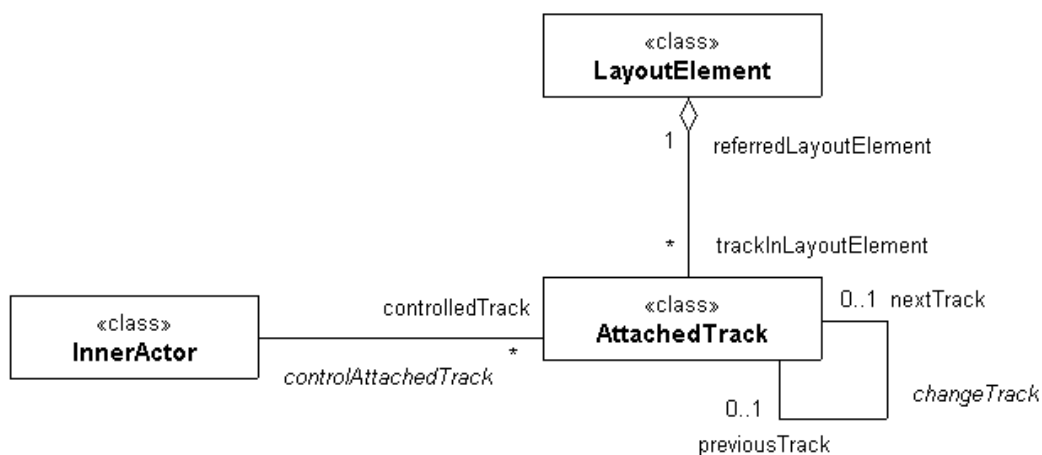 «class»
LayoutElement
1
referredLayoutElement
*
trackInLayoutElement
«class»
AttachedTrack
0..1 nextTrack
controlledTrack
«class»
InnerActor
*
controlAttachedTrack
changeTrack
0..1
previousTrack